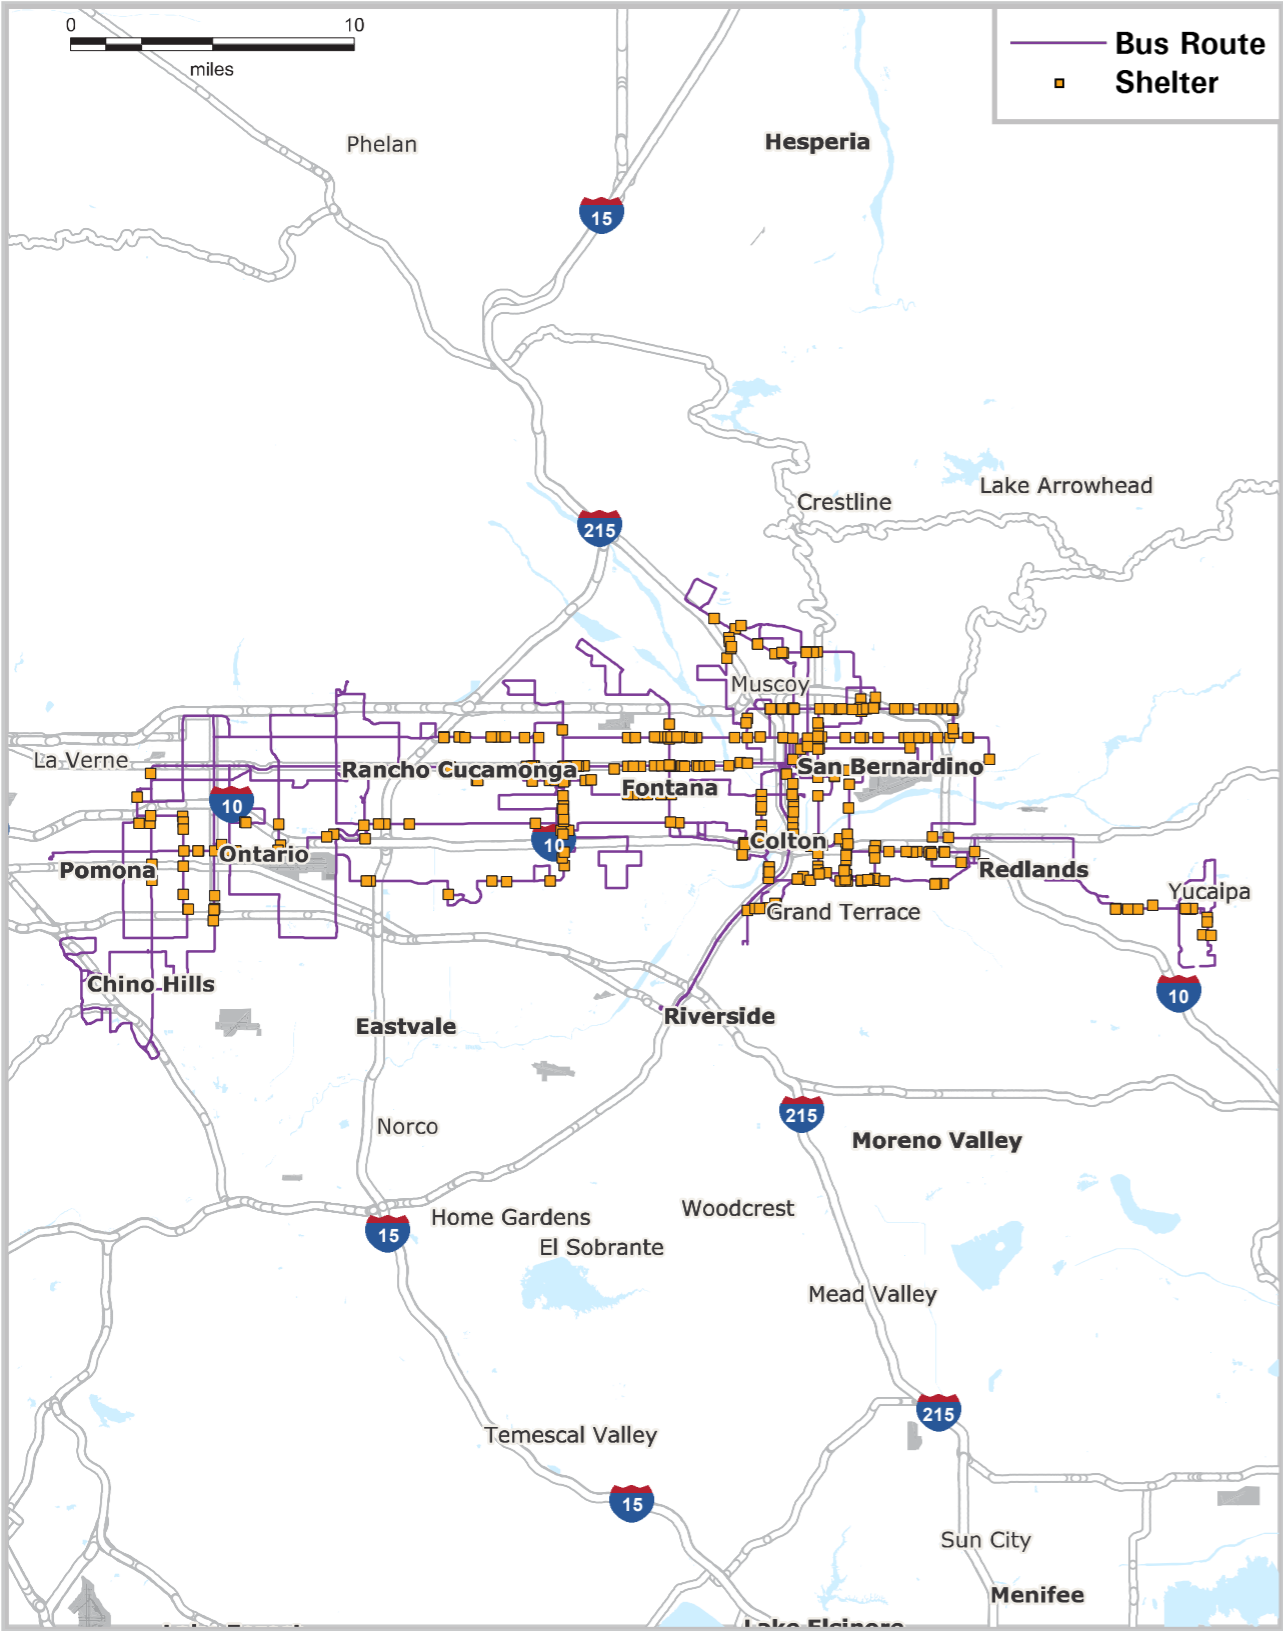 0 10
miles
Bus Route
Shelter
Phelan
Hesperia
15
Lake Arrowhead
Crestline
215
Muscoy
La Verne
Rancho Cucamonga
San Bernardino
Fontana
10
10
Colton
Ontario
Pomona
Redlands
Yucaipa
Grand Terrace
Chino Hills
10
Riverside
Eastvale
215
Norco
Moreno Valley
Woodcrest
Home Gardens
15
El Sobrante
Mead Valley
215
Temescal Valley
15
Sun City
Menifee
Lake Elsinore